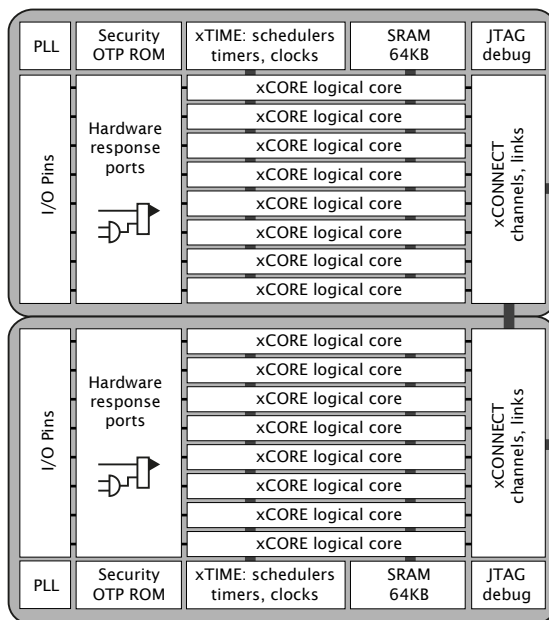 PLL
Security
OTP ROM
xTIME: schedulers
timers, clocks
SRAM
64KB
JTAG
debug
I/O Pins
Hardware
response
ports
xCORE logical core
xCORE logical core
xCORE logical core
xCORE logical core
xCORE logical core
xCORE logical core
xCORE logical core
xCORE logical core
xCONNECT
channels, links
I/O Pins
Hardware
response
ports
xCORE logical core
xCORE logical core
xCORE logical core
xCORE logical core
xCORE logical core
xCORE logical core
xCORE logical core
xCORE logical core
xCONNECT
channels, links
PLL
Security
OTP ROM
xTIME: schedulers
timers, clocks
SRAM
64KB
JTAG
debug